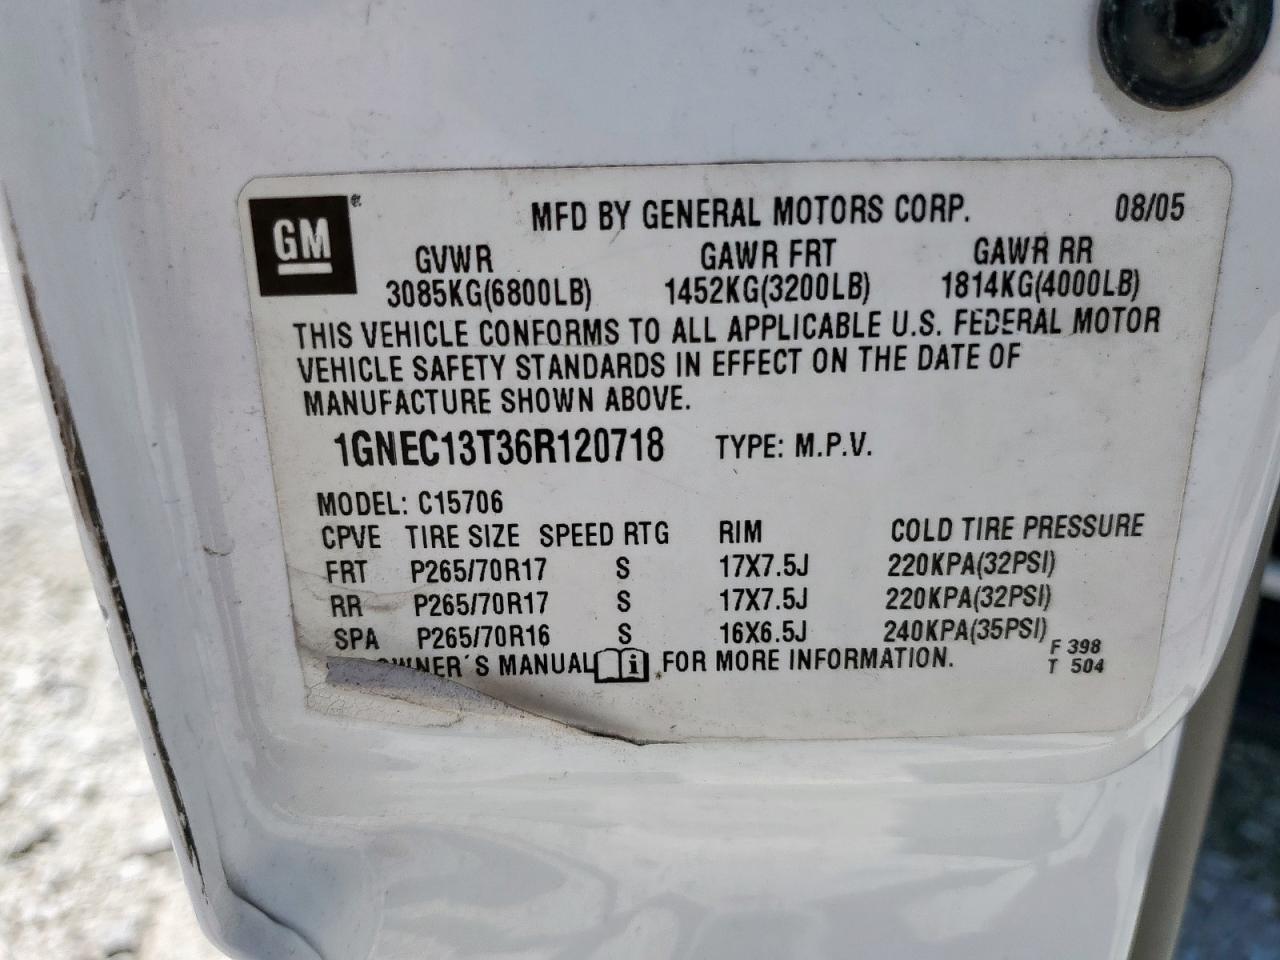 GM ®
MFD BY GENERAL MOTORS CORP. 08/05
GVWR GAWR FRT GAWR RR
3085KG(6800LB) 1452KG(3200LB) 1814KG(4000LB)
THIS VEHICLE CONFORMS TO ALL APPLICABLE U.S. FEDERAL MOTOR
VEHICLE SAFETY STANDARDS IN EFFECT ON THE DATE OF
MANUFACTURE SHOWN ABOVE.
1GNEC13T36R120718 TYPE: M.P.V.
MODEL: C15706
CPVE TIRE SIZE SPEED RTG RIM COLD TIRE PRESSURE
FRT P265/70R17 S 17X7.5J 220KPA(32PSI)
RR P265/70R17 S 17X7.5J 220KPA(32PSI)
SPA P265/70R16 S 16X6.5J 240KPA(35PSI)
OWNER'S MANUAL i FOR MORE INFORMATION.
F 398
T 504